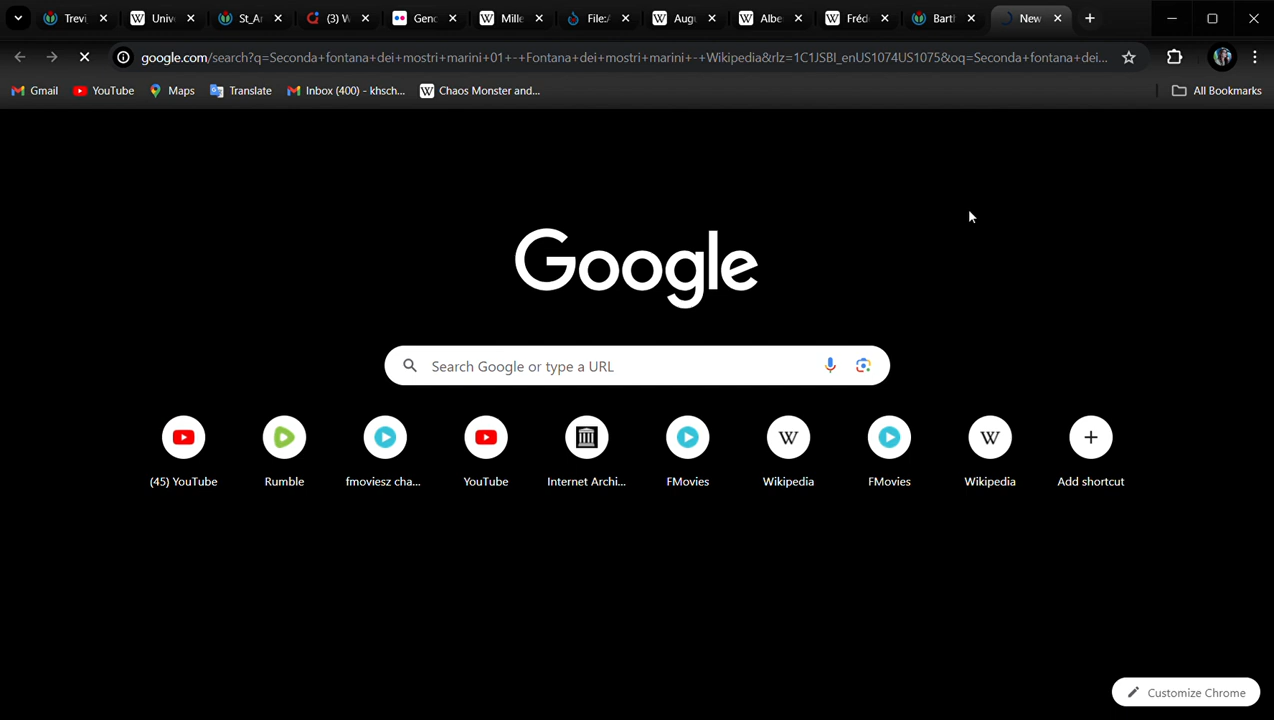 Trevi
Univ
St_Ar
(3) W
Genc
Mille
File:
Augu
Albe
Fréd
Barth
New
google.com/search?q=Seconda+fontana+dei+mostri+marini+01+-+Fontana+dei+mostri+marini+-+Wikipedia&rlz=1C1JSBI_enUS1074US1075&oq=Seconda+fontana+dei...
Gmail
YouTube
Maps
Translate
Inbox (400) - khsch...
Chaos Monster and...
All Bookmarks
Google
Search Google or type a URL
(45) YouTube
Rumble
fmoviesz cha...
YouTube
Internet Archi...
FMovies
Wikipedia
FMovies
Wikipedia
Add shortcut
Customize Chrome